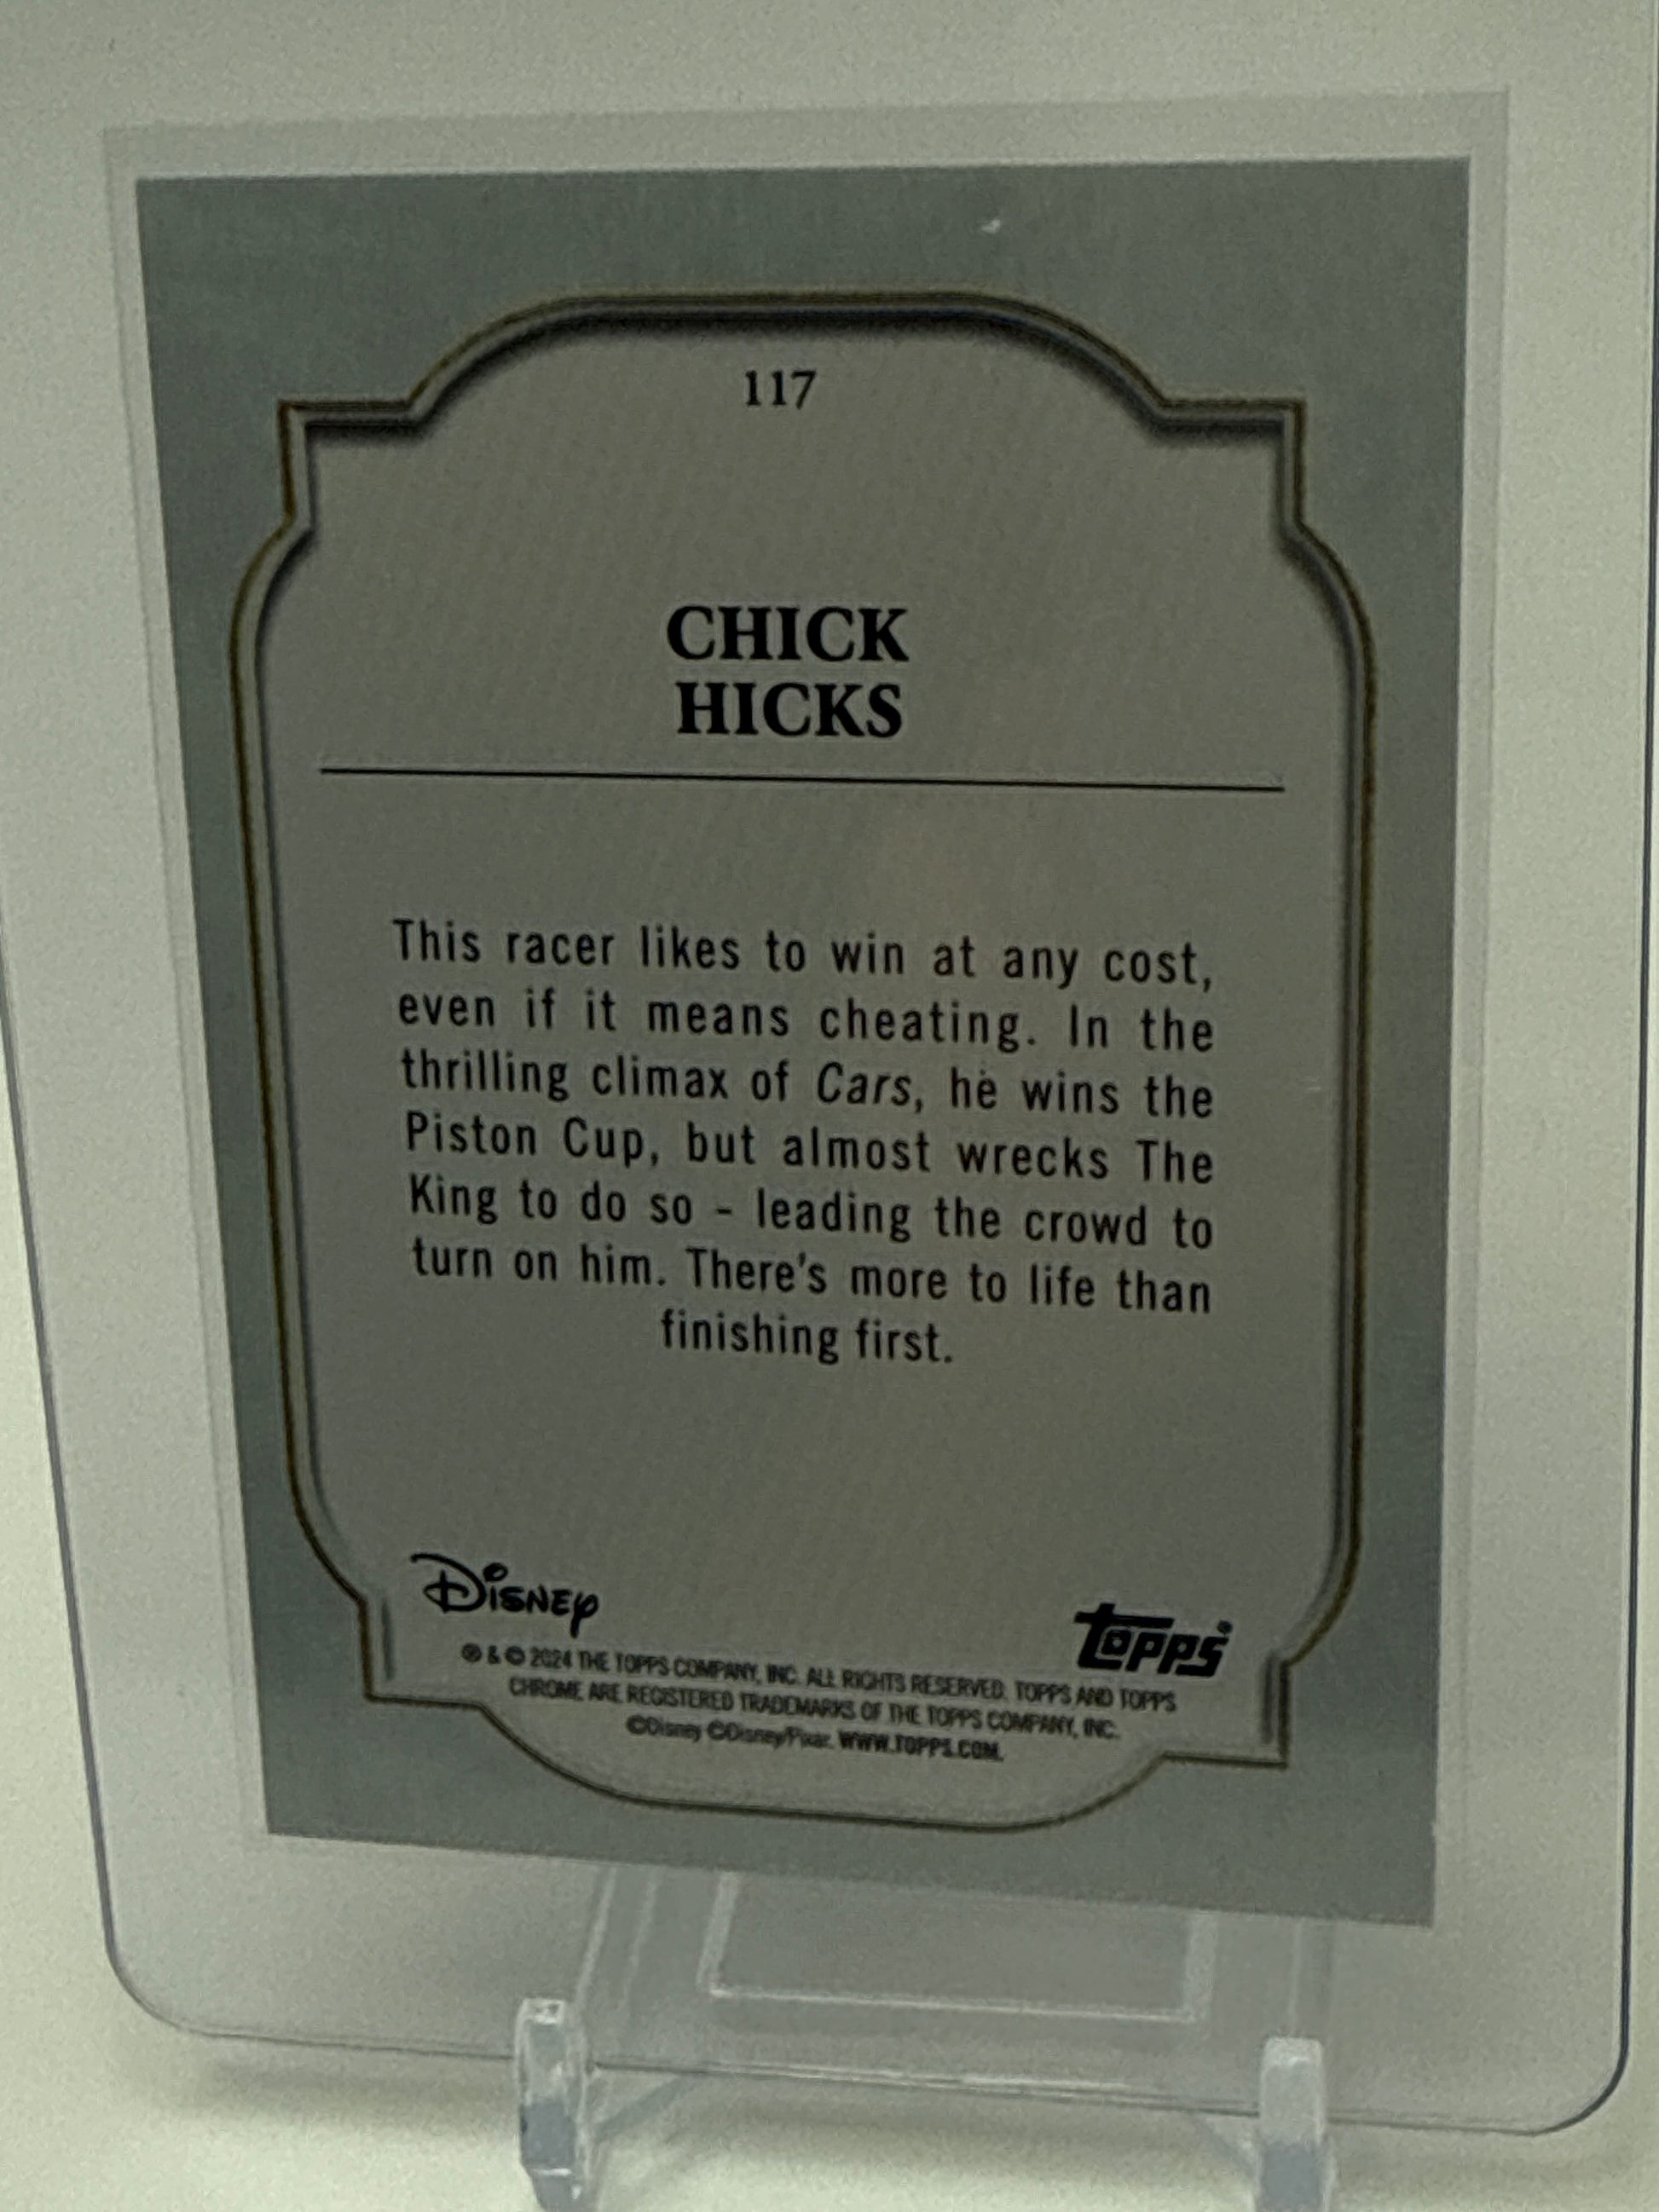 117
CHICK
HICKS
This racer likes to win at any cost,
even if it means cheating. In the
thrilling climax of Cars, he wins the
Piston Cup, but almost wrecks The
King to do so - leading the crowd to
turn on him. There's more to life than
finishing first.
Disney
topps
® & © 2024 THE TOPPS COMPANY, INC. ALL RIGHTS RESERVED. TOPPS AND TOPPS
CHROME ARE REGISTERED TRADEMARKS OF THE TOPPS COMPANY, INC.
©Disney ©Disney/Pixar. WWW.TOPPS.COM.